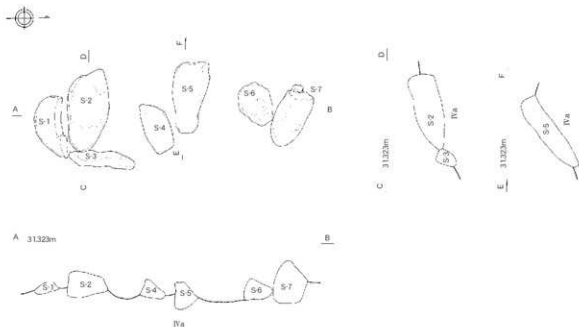 D
F
D
F
S-1
S-2
S-3
S-4
S-5
S-6
S-7
A
B
C
E
S-2
S-3
IVa
31.323m
C
S-5
IVa
31.323m
E
A 31.323m
B
S-1
S-2
S-4
S-5
S-6
S-7
IVa